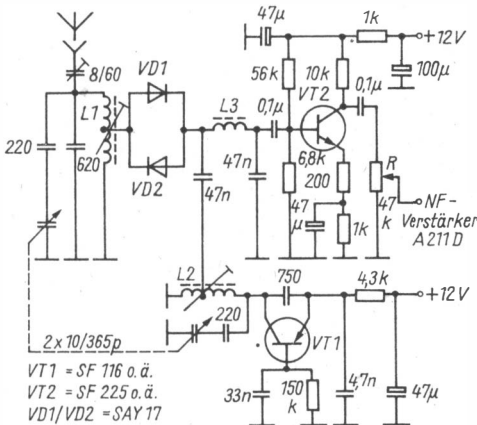 47µ
1k
+12V
8/60
VD1
56k
10k
100µ
L1
L3
0,1µ
VT2
0,1µ
220
620
VD2
47n
47n
6,8k
200
R
47
µ
1k
47
k
NF-
Verstärker
A211D
L2
750
4,3k
+12V
220
2x10/365p
VT1
VT1 = SF 116 o.ä.
VT2 = SF 225 o.ä.
VD1/VD2 = SAY 17
33n
150
k
4,7n
47µ